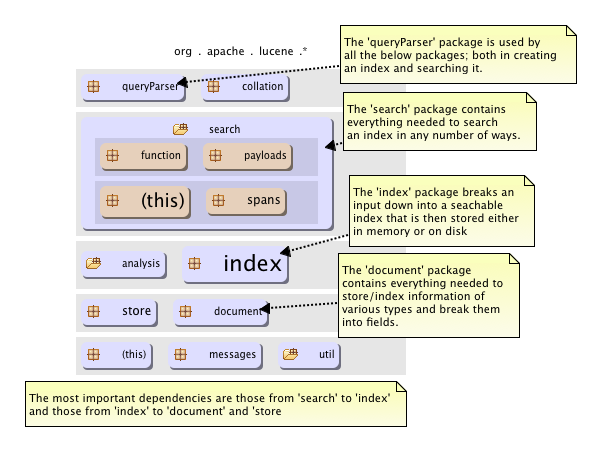 org . apache . lucene .*
The 'queryParser' package is used by
all the below packages; both in creating
an index and searching it.
queryParser
collation
The 'search' package contains
everything needed to search
an index in any number of ways.
search
function
payloads
(this)
spans
The 'index' package breaks an
input down into a seachable
index that is then stored either
in memory or on disk
analysis
index
The 'document' package
contains everything needed to
store/index information of
various types and break them
into fields.
store
document
(this)
messages
util
The most important dependencies are those from 'search' to 'index'
and those from 'index' to 'document' and 'store